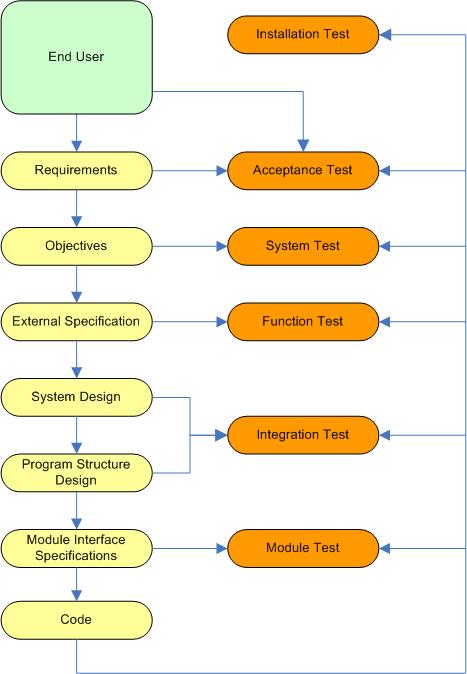 End User
Installation Test
Requirements
Acceptance Test
Objectives
System Test
External Specification
Function Test
System Design
Integration Test
Program Structure
Design
Module Interface
Specifications
Module Test
Code